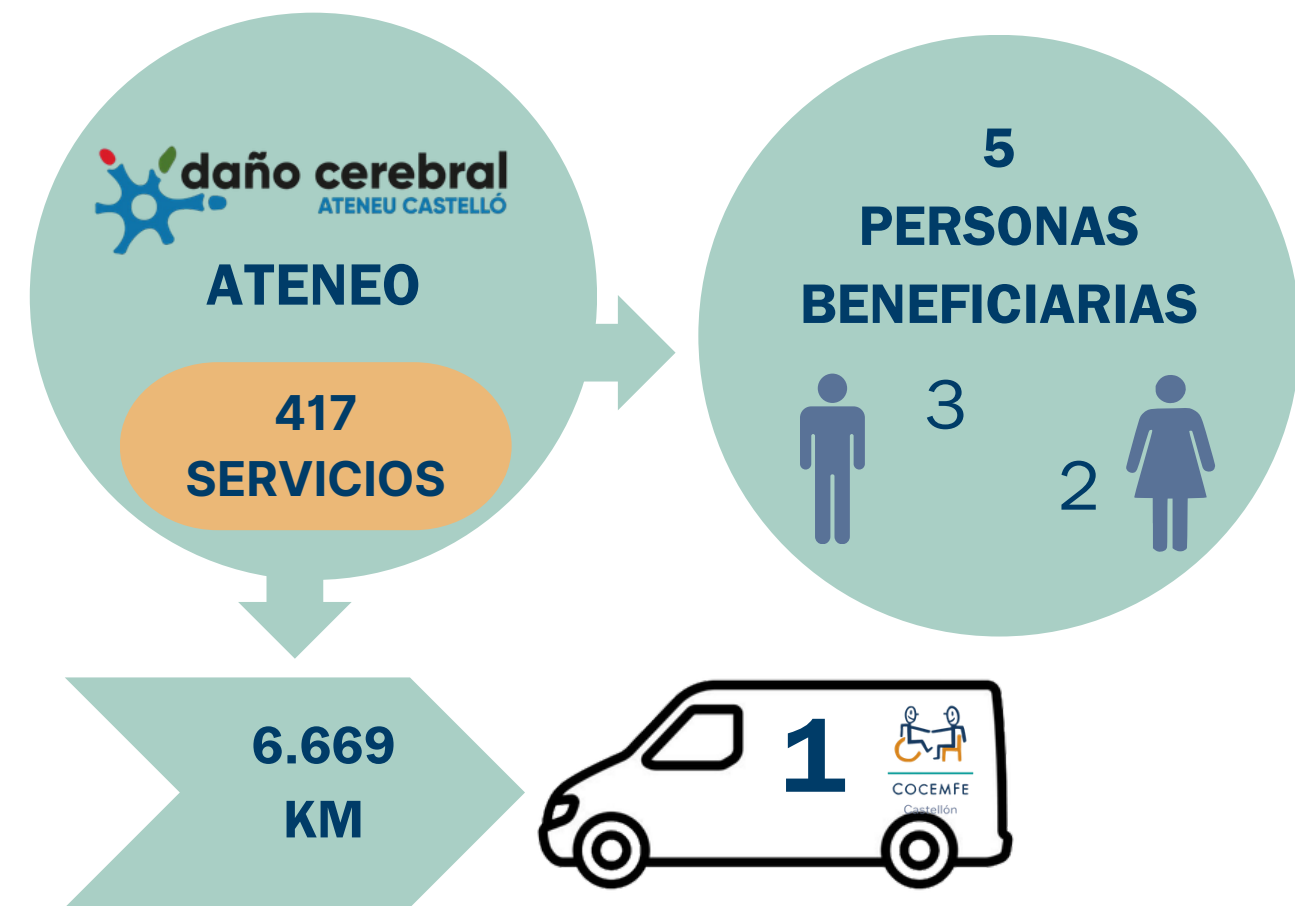 daño cerebral
ATENEU CASTELLÓ
ATENEO
417
SERVICIOS
5
PERSONAS
BENEFICIARIAS
3
2
6.669
KM
1
COCEMFE
Castellón